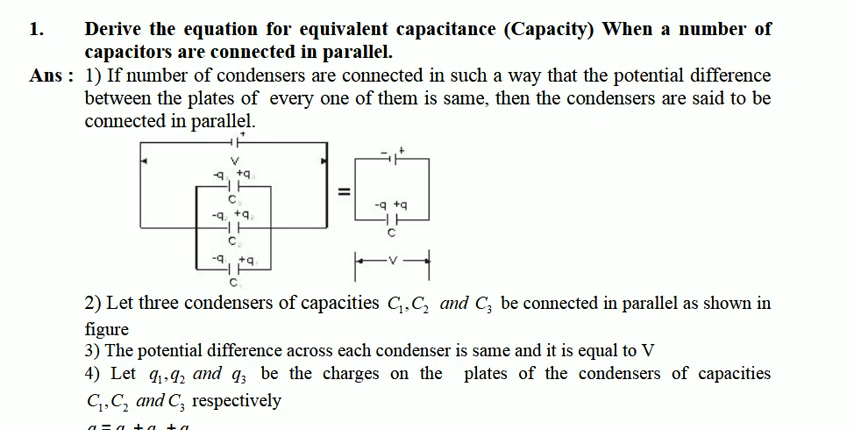 1. Derive the equation for equivalent capacitance (Capacity) When a number of
capacitors are connected in parallel.
Ans : 1) If number of condensers are connected in such a way that the potential difference
between the plates of every one of them is same, then the condensers are said to be
connected in parallel.
+
V
-q +q
C
-q +q
C
-q +q
C
=
- +
-q +q
C
V
2) Let three condensers of capacities C₁, C₂ and C₃ be connected in parallel as shown in
figure
3) The potential difference across each condenser is same and it is equal to V
4) Let q₁, q₂ and q₃ be the charges on the plates of the condensers of capacities
C₁, C₂ and C₃ respectively